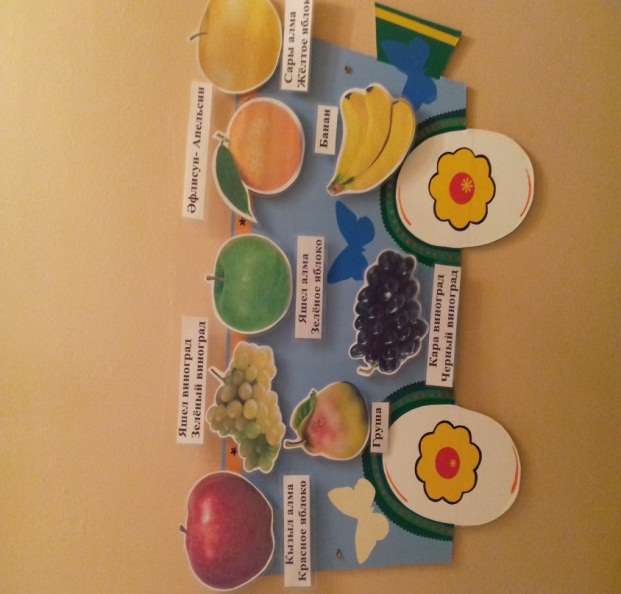 Сары алма
Жёлтое яблоко
Әфлисун- Апельсин
Банан
Яшел алма
Зелёное яблоко
Яшел виноград
Зелёный виноград
Кара виноград
Черный виноград
Груша
Кызыл алма
Красное яблоко